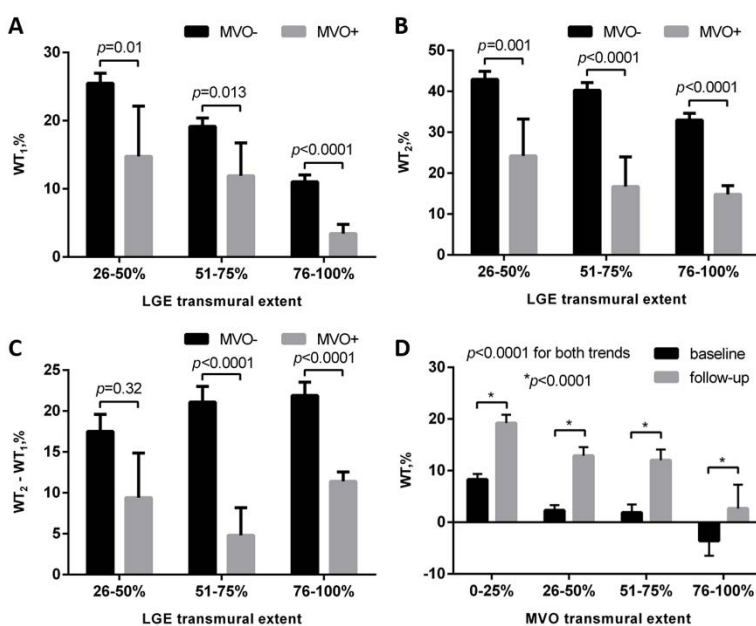 A
MVO- MVO+
p=0.01
p=0.013
p<0.0001
WT₁,%
30
20
10
0
26-50% 51-75% 76-100%
LGE transmural extent
B
MVO- MVO+
p=0.001
p<0.0001
p<0.0001
WT₂,%
50
40
30
20
10
0
26-50% 51-75% 76-100%
LGE transmural extent
C
MVO- MVO+
p=0.32
p<0.0001
p<0.0001
WT₂ - WT₁,%
25
20
15
10
5
0
26-50% 51-75% 76-100%
LGE transmural extent
D
p<0.0001 for both trends
*p<0.0001
baseline
follow-up
* * * *
WT,%
30
20
10
0
-10
0-25% 26-50% 51-75% 76-100%
MVO transmural extent